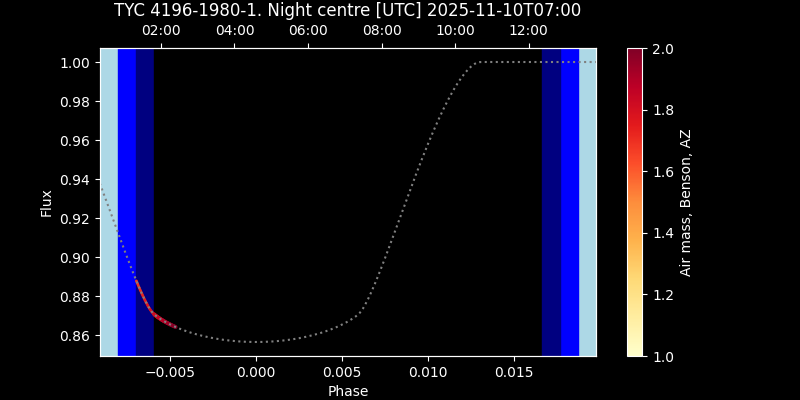 TYC 4196-1980-1. Night centre [UTC] 2025-11-10T07:00
02:00 04:00 06:00 08:00 10:00 12:00
1.00
0.98
0.96
0.94
0.92
0.90
0.88
0.86
Flux
−0.005 0.000 0.005 0.010 0.015
Phase
2.0
1.8
1.6
1.4
1.2
1.0
Air mass, Benson, AZ